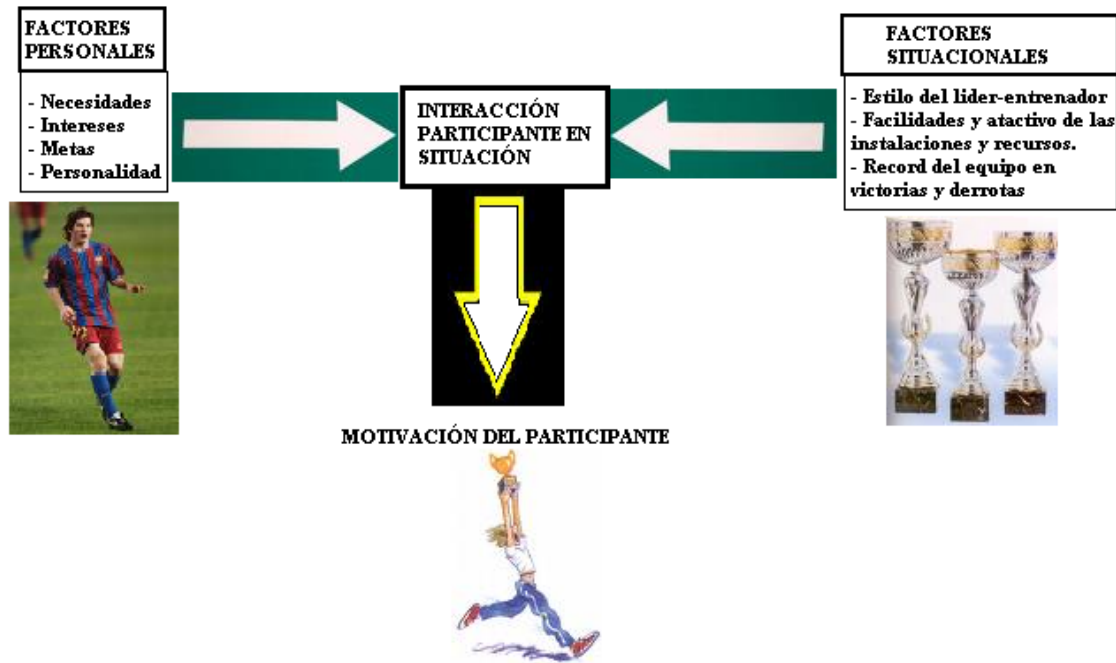 FACTORES
PERSONALES
- Necesidades
- Intereses
- Metas
- Personalidad
INTERACCIÓN
PARTICIPANTE EN
SITUACIÓN
FACTORES
SITUACIONALES
- Estilo del lider-entrenador
- Facilidades y atactivo de las
instalaciones y recursos.
- Record del equipo en
victorias y derrotas
MOTIVACIÓN DEL PARTICIPANTE